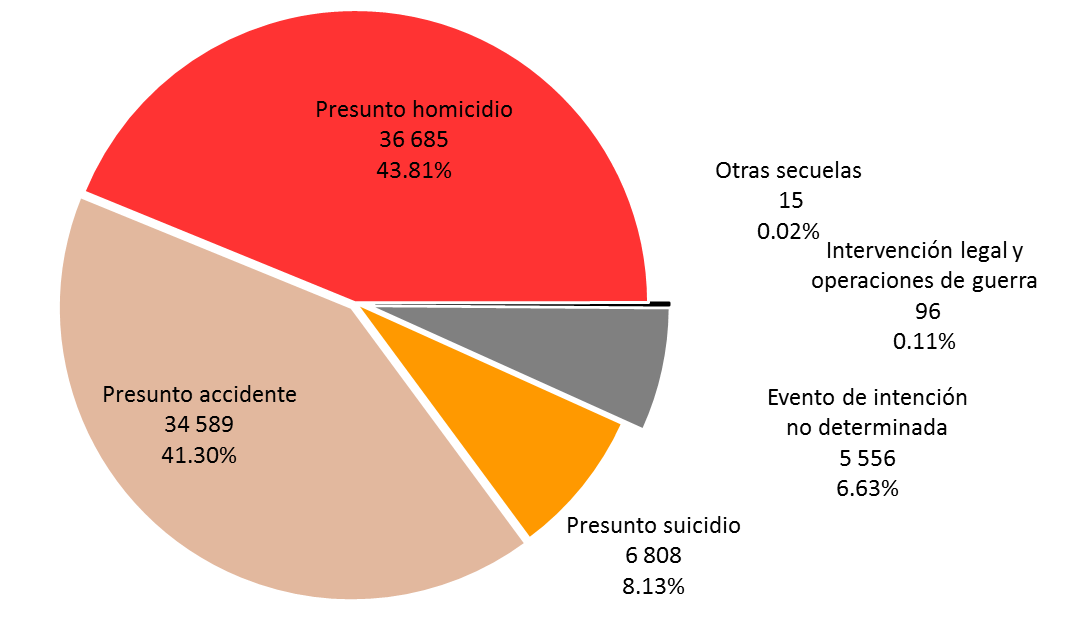 Presunto homicidio
36 685
43.81%
Otras secuelas
15
0.02%
Intervención legal y
operaciones de guerra
96
0.11%
Presunto accidente
34 589
41.30%
Evento de intención
no determinada
5 556
6.63%
Presunto suicidio
6 808
8.13%